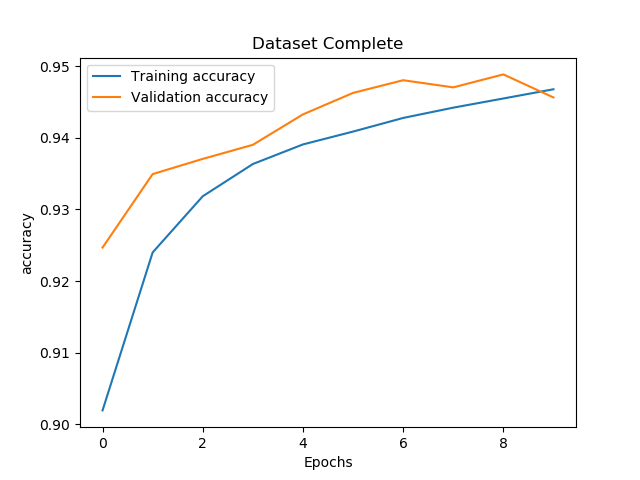 Dataset Complete
Training accuracy
Validation accuracy
0.95
0.94
0.93
0.92
0.91
0.90
accuracy
0 2 4 6 8
Epochs